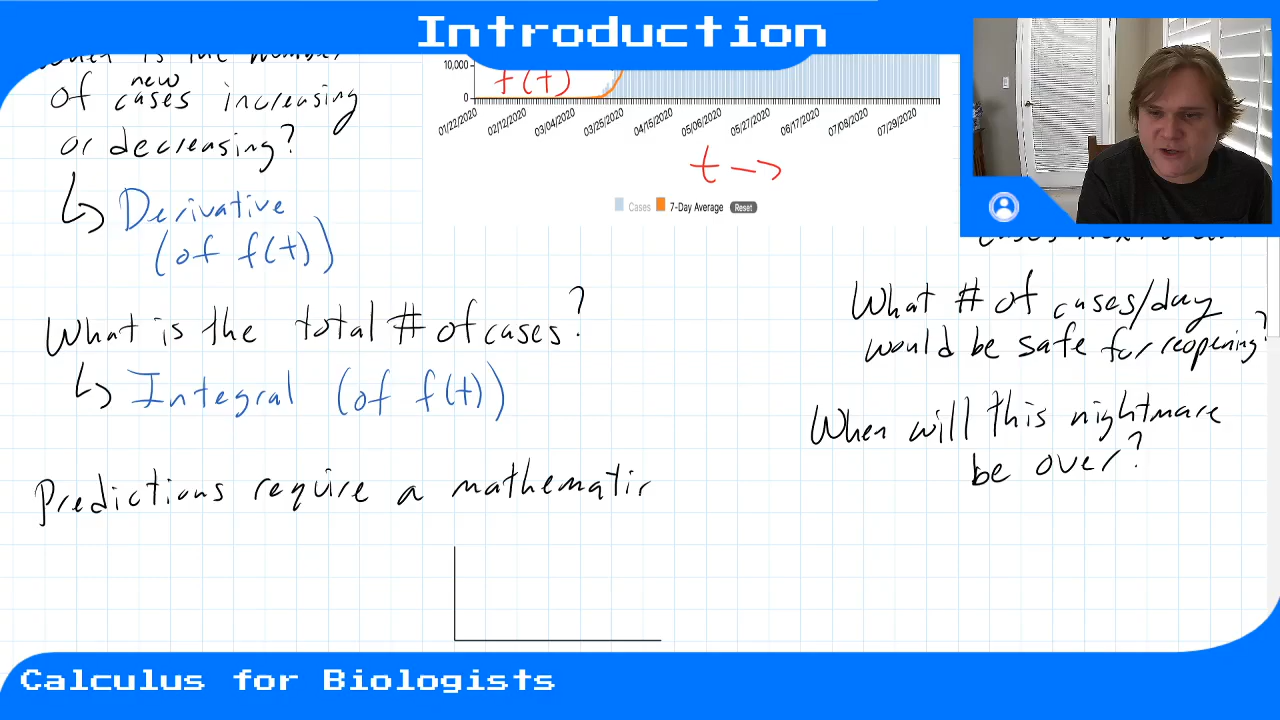 Introduction
of new cases increasing
or decreasing?
Derivative
(of f(t))
What is the total # of cases?
Integral (of f(t))
Predictions require a mathematic
10,000
0
f(t)
01/22/2020 02/12/2020 03/04/2020 03/25/2020 04/15/2020 05/06/2020 05/27/2020 06/17/2020 07/08/2020 07/29/2020
t →
Cases 7-Day Average Reset
What # of cases/day
would be safe for reopening?
When will this nightmare
be over?
Calculus for Biologists